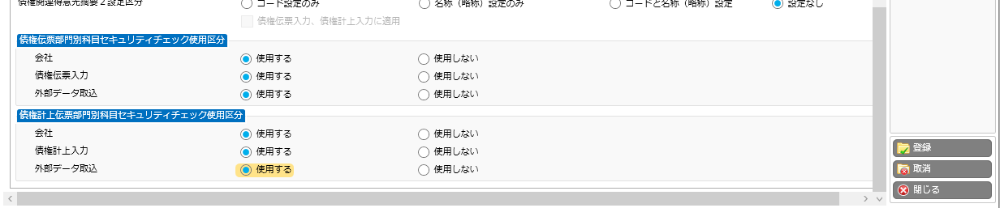 債権関連得意先摘要２設定区分 コード設定のみ 名称（略称）設定のみ コードと名称（略称）設定 設定なし
債権伝票入力、債権計上入力に適用
債権伝票部門別科目セキュリティチェック使用区分
会社 使用する 使用しない
債権伝票入力 使用する 使用しない
外部データ取込 使用する 使用しない
債権計上伝票部門別科目セキュリティチェック使用区分
会社 使用する 使用しない
債権計上入力 使用する 使用しない
外部データ取込 使用する 使用しない
登録
取消
閉じる